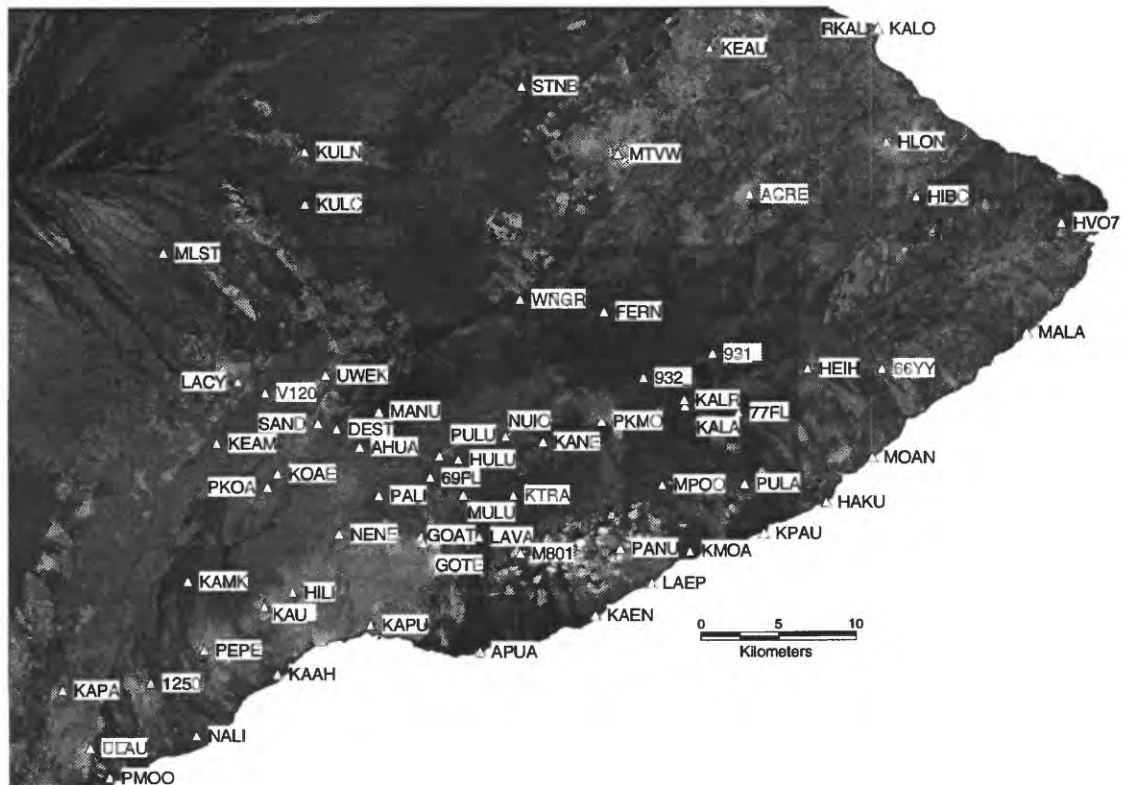 RKAL KALO
KEAU
STNB
HLON
KULN
MTVW
ACRE
HIBC
KULC
HVO7
MLST
WNGR
FERN
MALA
931
UWEK
HEIH
66YY
LACY
932
V120
KALR
MANU
77FL
SAND
NUIO
PKMO
DEST
PULU
KALA
KEAM
KANE
AHUA
HULU
MOAN
KOAE
69FL
PKOA
MPOO
PULA
PALI
KTRA
HAKU
MULU
NENE
GOAT
LAVA
KPAU
M801
PANU
KMOA
GOTE
KAMK
LAEP
HILI
KAU
KAEN
KAPU
0 5 10
Kilometers
PEPE
APUA
KAAH
1250
KAPA
NALI
PMOO